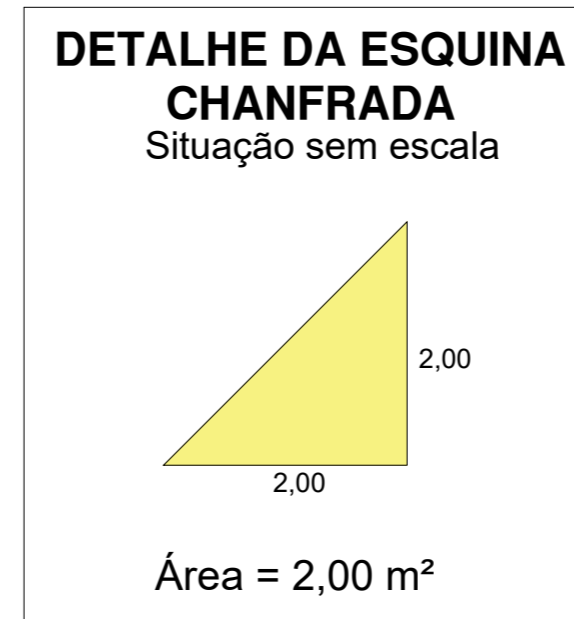 DETALHE DA ESQUINA
CHANFRADA
Situação sem escala
2,00
2,00
Área = 2,00 m²